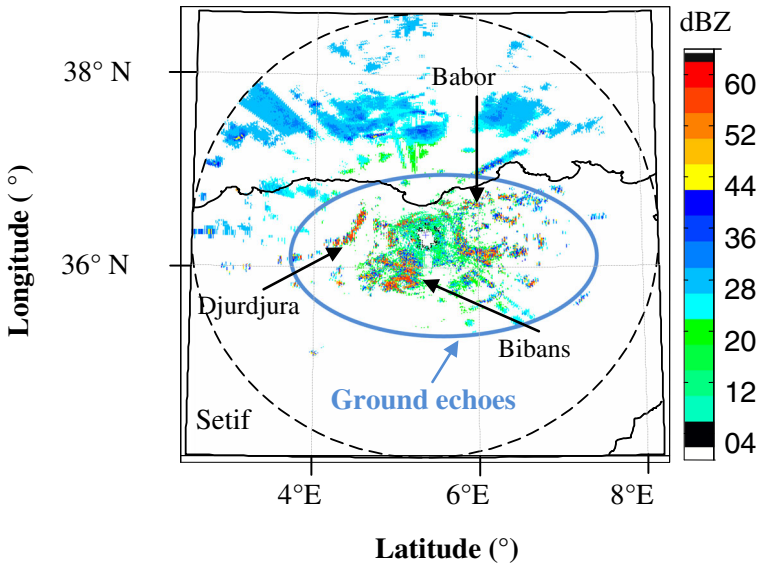 dBZ
38° N
Babor
60
52
44
36
28
20
12
04
Longitude ( °)
36° N
Djurdjura
Bibans
Ground echoes
Setif
4°E
6°E
8°E
Latitude (°)